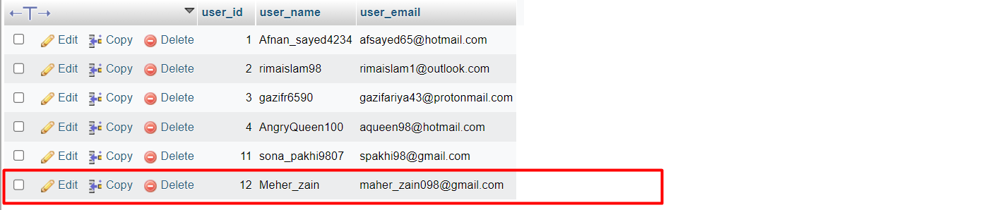 user_id user_name user_email
Edit Copy Delete 1 Afnan_sayed4234 afsayed65@hotmail.com
Edit Copy Delete 2 rimaislam98 rimaislam1@outlook.com
Edit Copy Delete 3 gazifr6590 gazifariya43@protonmail.com
Edit Copy Delete 4 AngryQueen100 aqueen98@hotmail.com
Edit Copy Delete 11 sona_pakhi9807 spakhi98@gmail.com
Edit Copy Delete 12 Meher_zain maher_zain098@gmail.com